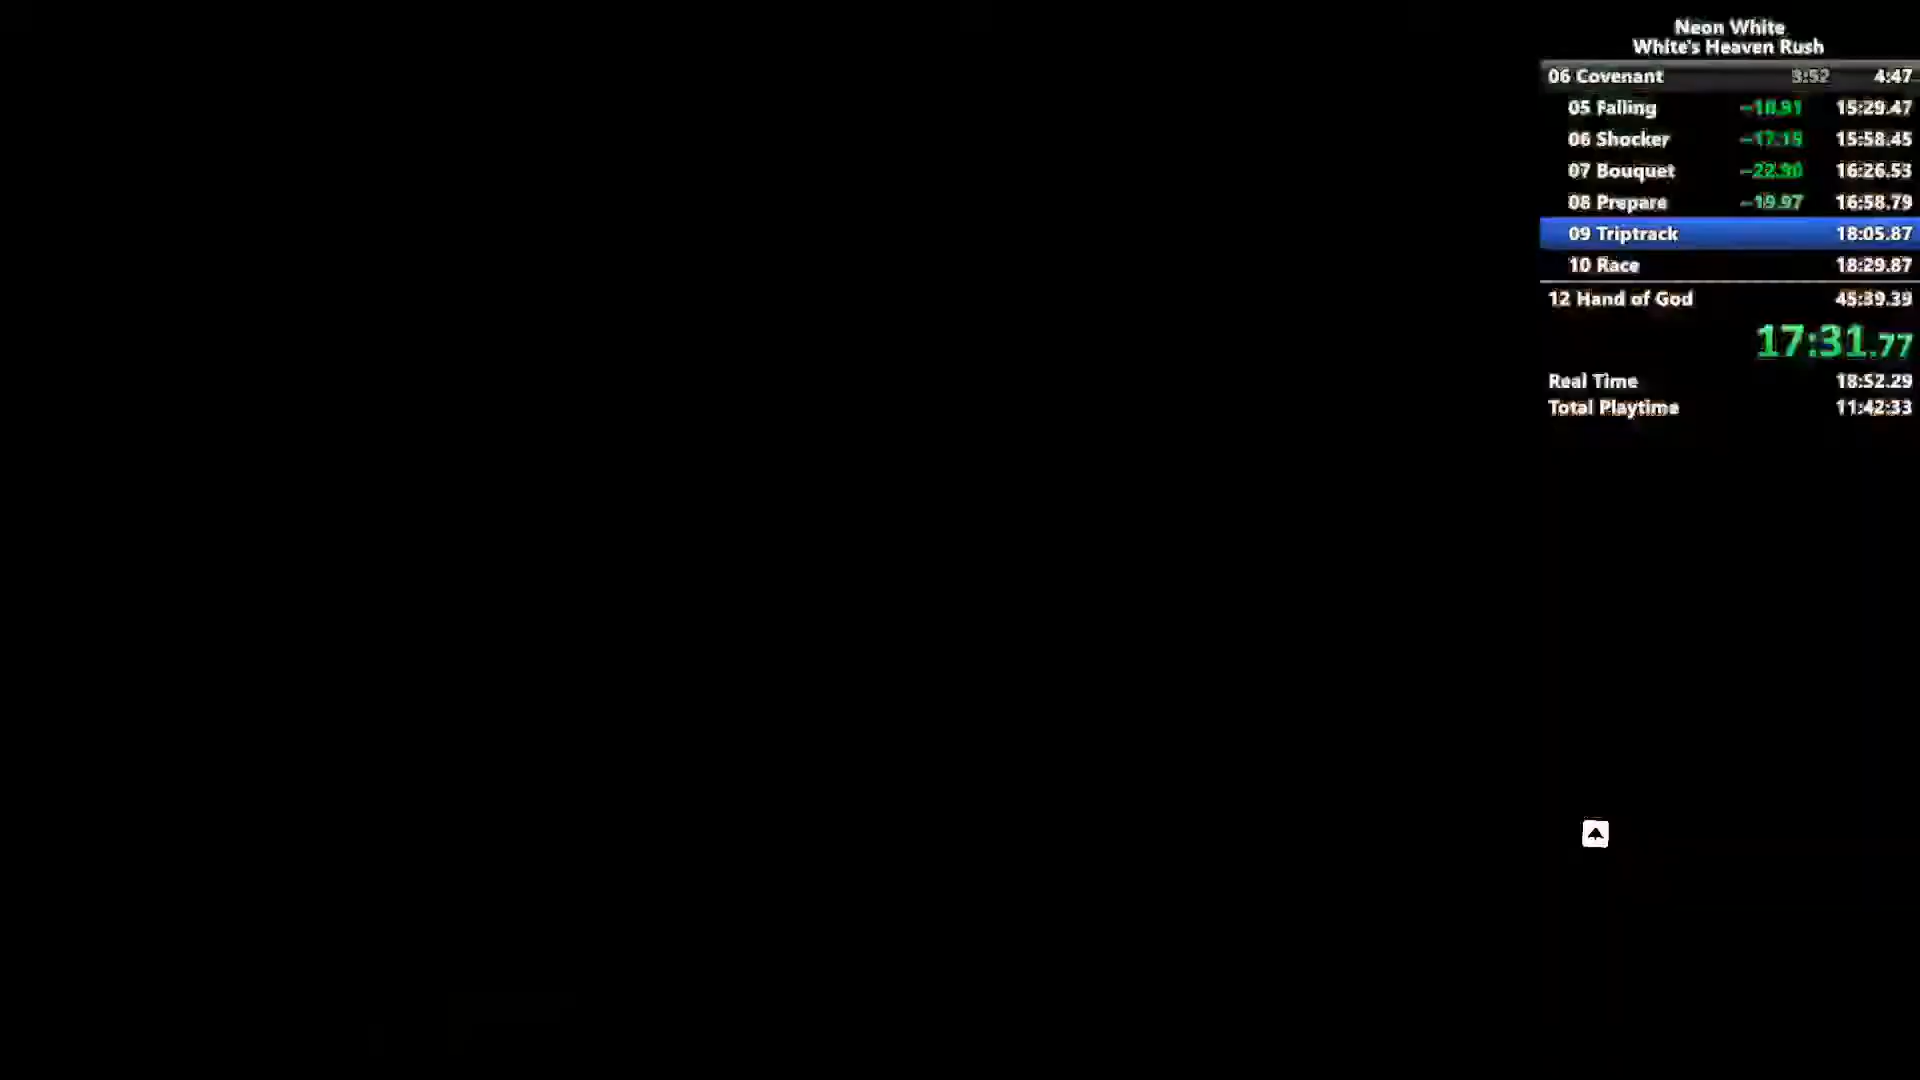 Neon White
White's Heaven Rush
06 Covenant 3:52 4:47
05 Falling 15:29.47
06 Shocker −17.15 15:58.45
07 Bouquet −22.90 16:26.53
08 Prepare −19.97 16:58.79
09 Triptrack 18:05.87
10 Race 18:29.87
12 Hand of God 45:39.39
17:31.77
Real Time 18:52.29
Total Playtime 11:42:33